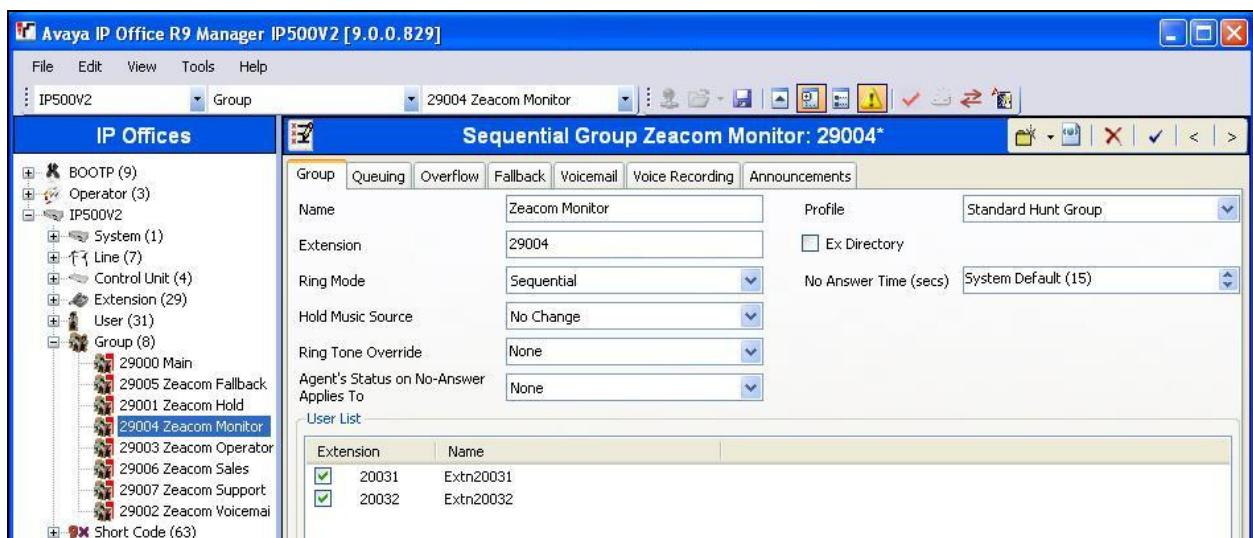 Avaya IP Office R9 Manager IP500V2 [9.0.0.829]
File Edit View Tools Help
IP500V2 Group 29004 Zeacom Monitor
IP Offices
BOOTP (9)
Operator (3)
IP500V2
System (1)
Line (7)
Control Unit (4)
Extension (29)
User (31)
Group (8)
29000 Main
29005 Zeacom Fallback
29001 Zeacom Hold
29004 Zeacom Monitor
29003 Zeacom Operator
29006 Zeacom Sales
29007 Zeacom Support
29002 Zeacom Voicemai
Short Code (63)
Sequential Group Zeacom Monitor: 29004*
Group Queuing Overflow Fallback Voicemail Voice Recording Announcements
Name Zeacom Monitor Profile Standard Hunt Group
Extension 29004 Ex Directory
Ring Mode Sequential No Answer Time (secs) System Default (15)
Hold Music Source No Change
Ring Tone Override None
Agent's Status on No-Answer
Applies To None
User List
Extension Name
20031 Extn20031
20032 Extn20032